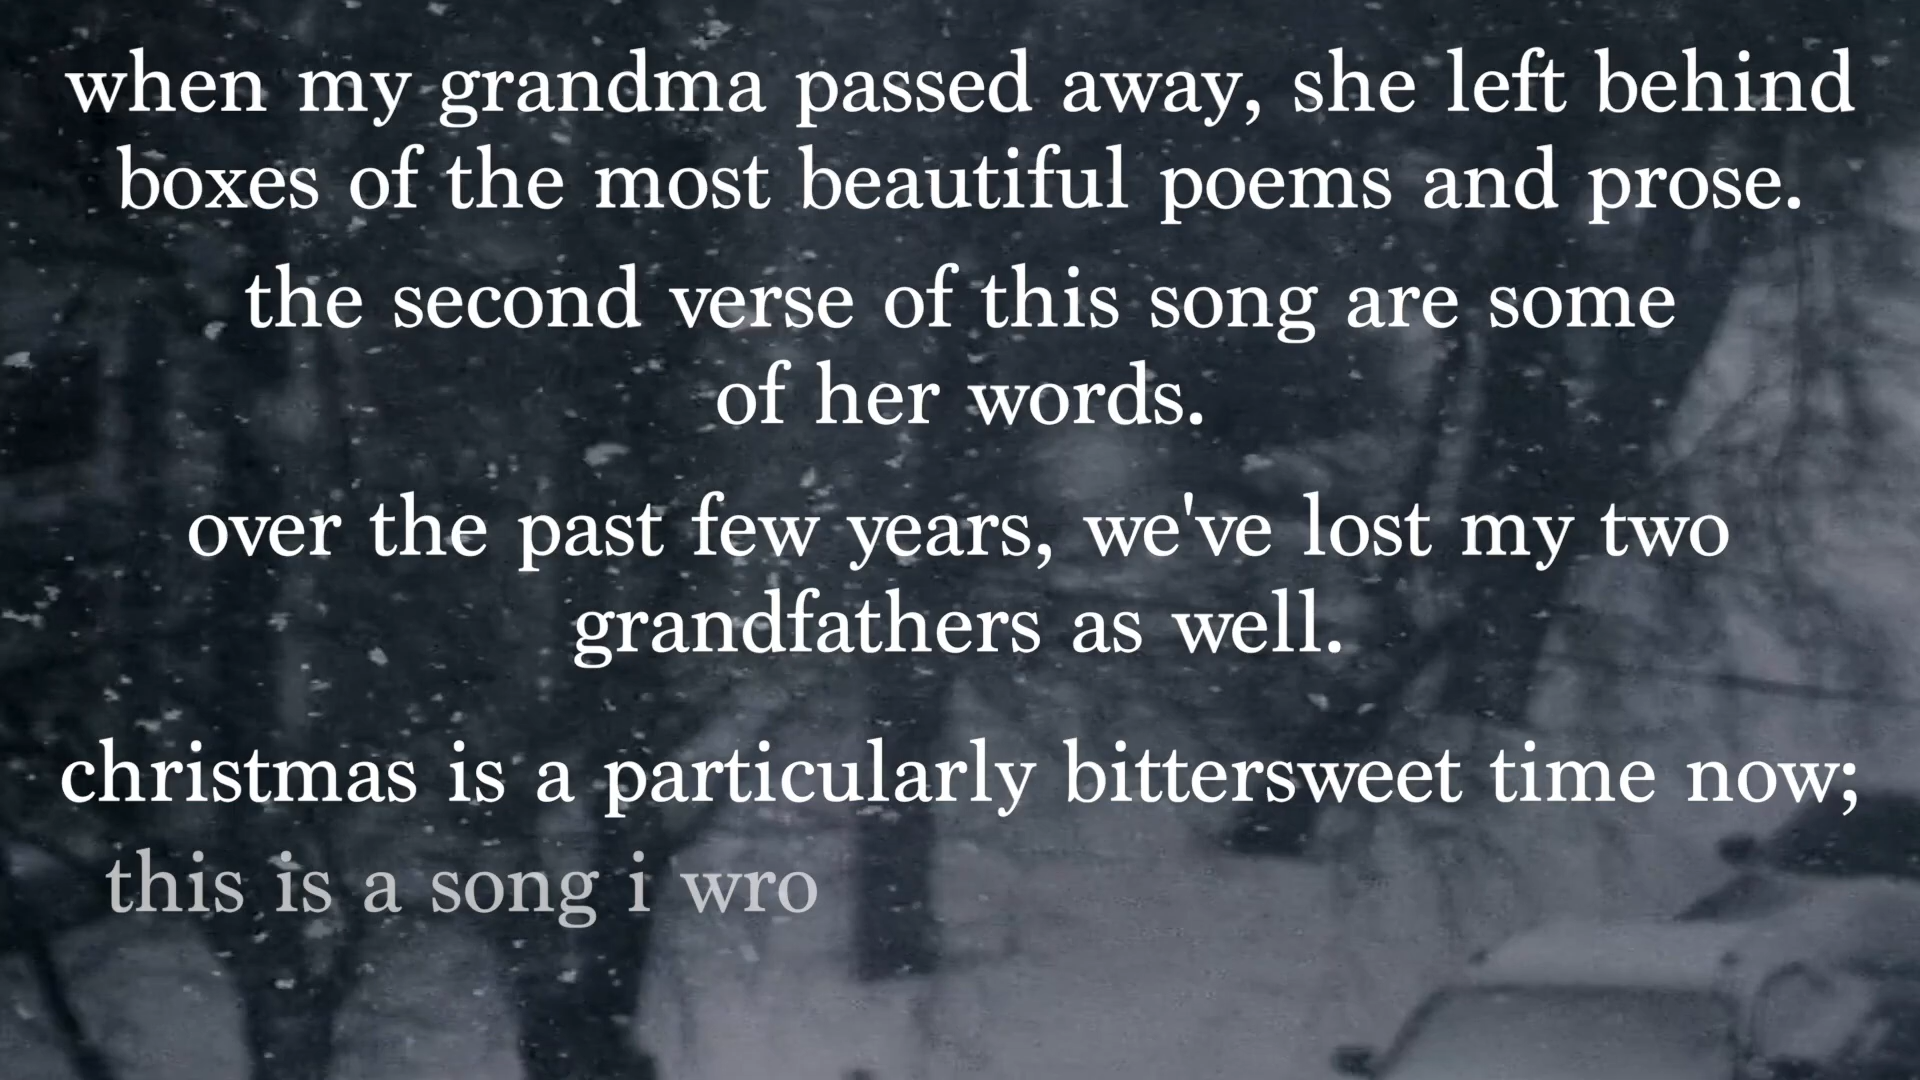 when my grandma passed away, she left behind
boxes of the most beautiful poems and prose.
the second verse of this song are some
of her words.
over the past few years, we've lost my two
grandfathers as well.
christmas is a particularly bittersweet time now;
this is a song i wro